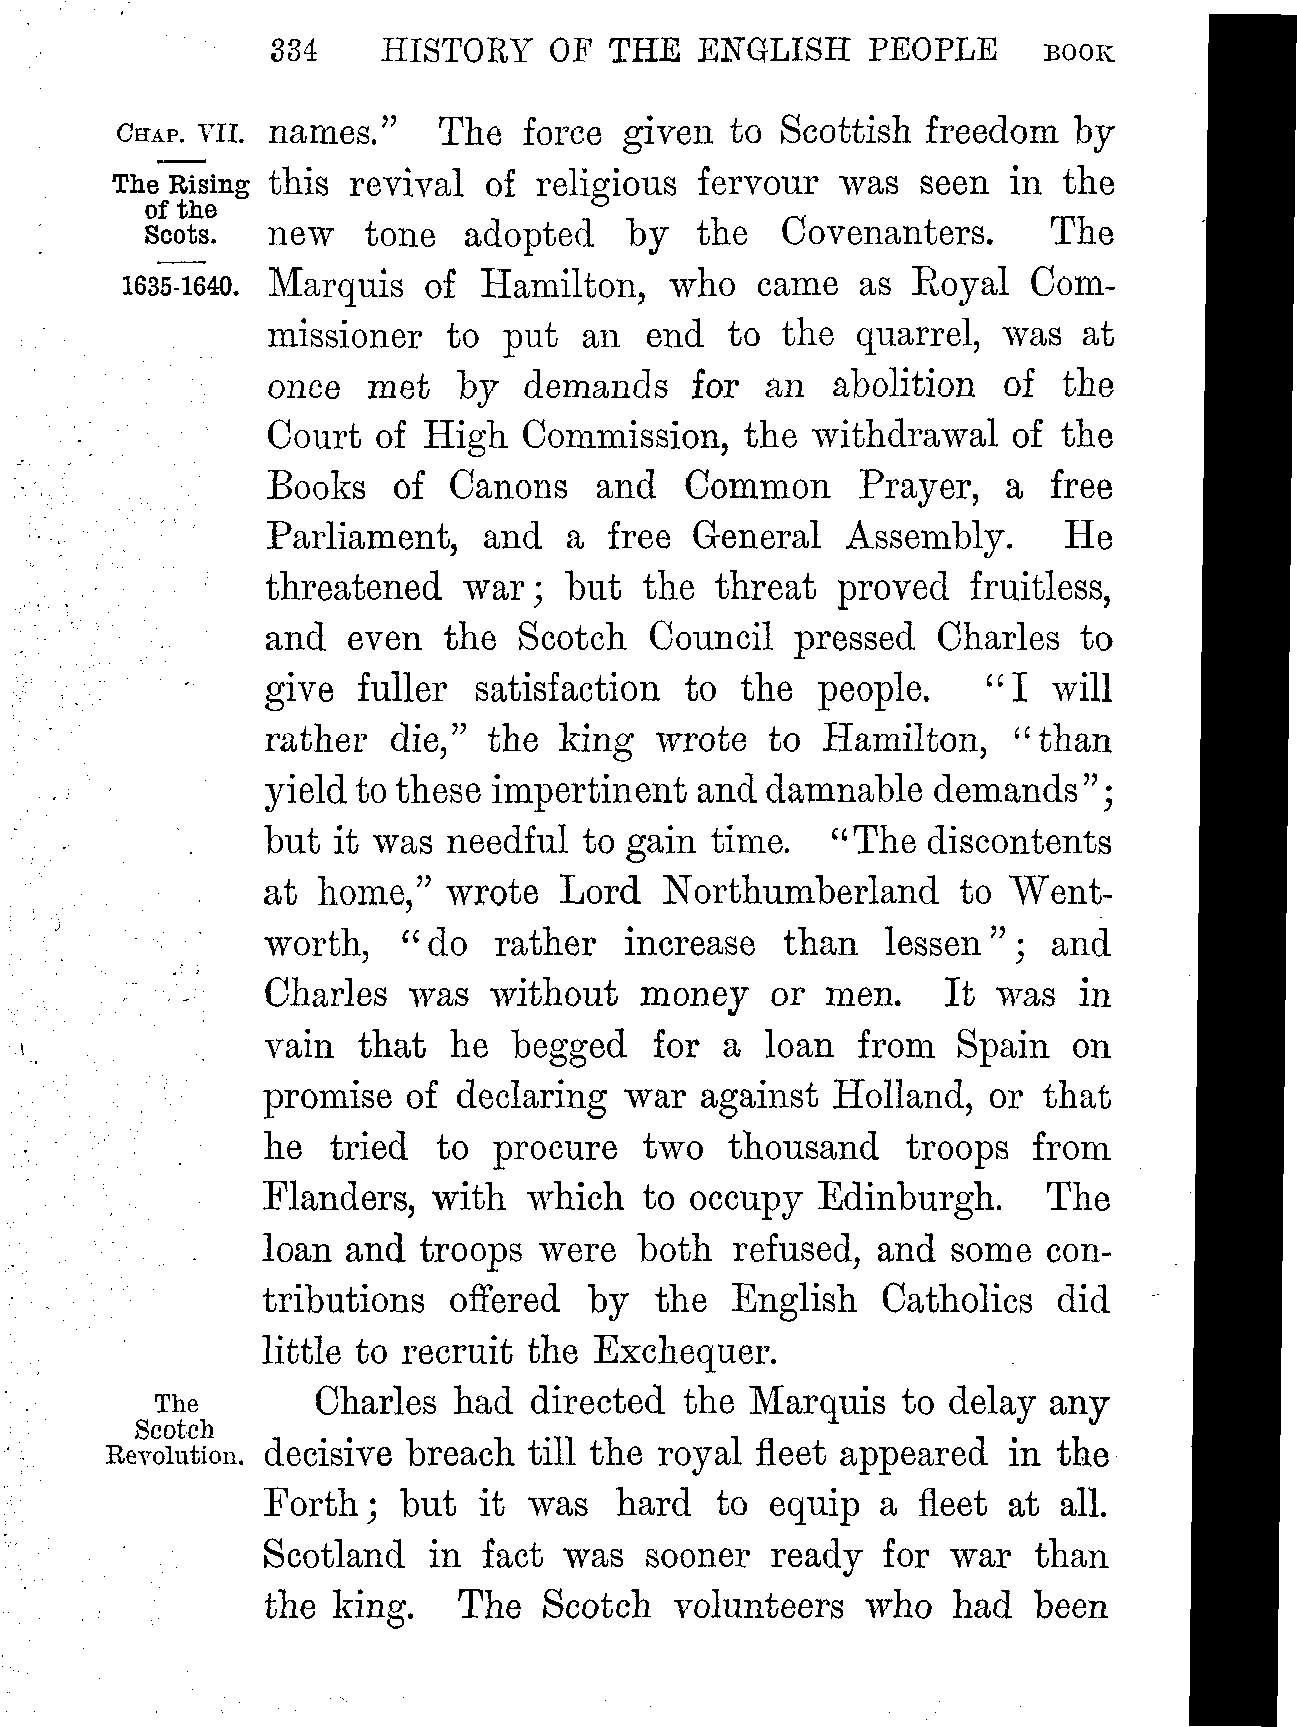 334 HISTORY OF THE ENGLISH PEOPLE BOOK
CHAP. VII.
The Rising
of the
Scots.
1635-1640.
names.” The force given to Scottish freedom by
this revival of religious fervour was seen in the
new tone adopted by the Covenanters. The
Marquis of Hamilton, who came as Royal Com-
missioner to put an end to the quarrel, was at
once met by demands for an abolition of the
Court of High Commission, the withdrawal of the
Books of Canons and Common Prayer, a free
Parliament, and a free General Assembly. He
threatened war; but the threat proved fruitless,
and even the Scotch Council pressed Charles to
give fuller satisfaction to the people. “I will
rather die,” the king wrote to Hamilton, “than
yield to these impertinent and damnable demands”;
but it was needful to gain time. “The discontents
at home,” wrote Lord Northumberland to Went-
worth, “do rather increase than lessen”; and
Charles was without money or men. It was in
vain that he begged for a loan from Spain on
promise of declaring war against Holland, or that
he tried to procure two thousand troops from
Flanders, with which to occupy Edinburgh. The
loan and troops were both refused, and some con-
tributions offered by the English Catholics did
little to recruit the Exchequer.
The
Scotch
Revolution.
Charles had directed the Marquis to delay any
decisive breach till the royal fleet appeared in the
Forth; but it was hard to equip a fleet at all.
Scotland in fact was sooner ready for war than
the king. The Scotch volunteers who had been